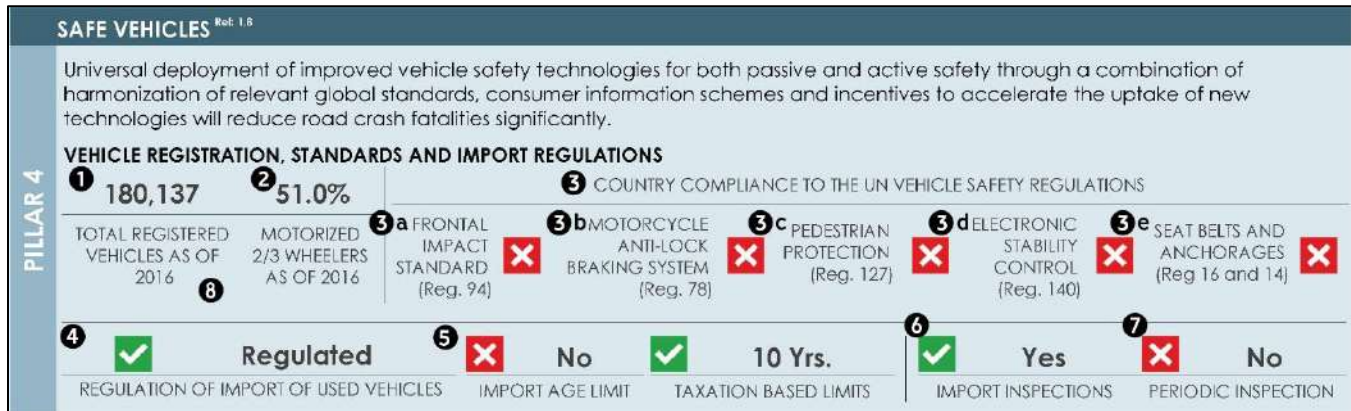 SAFE VEHICLES Ref: 1,8
PILLAR 4
Universal deployment of improved vehicle safety technologies for both passive and active safety through a combination of
harmonization of relevant global standards, consumer information schemes and incentives to accelerate the uptake of new
technologies will reduce road crash fatalities significantly.
VEHICLE REGISTRATION, STANDARDS AND IMPORT REGULATIONS
1 180,137
TOTAL REGISTERED
VEHICLES AS OF
2016
8
2 51.0%
MOTORIZED
2/3 WHEELERS
AS OF 2016
3 COUNTRY COMPLIANCE TO THE UN VEHICLE SAFETY REGULATIONS
3 a FRONTAL
IMPACT
STANDARD
(Reg. 94)
3 b MOTORCYCLE
ANTI-LOCK
BRAKING SYSTEM
(Reg. 78)
3 c PEDESTRIAN
PROTECTION
(Reg. 127)
3 d ELECTRONIC
STABILITY
CONTROL
(Reg. 140)
3 e SEAT BELTS AND
ANCHORAGES
(Reg 16 and 14)
4 Regulated
REGULATION OF IMPORT OF USED VEHICLES
5 No
IMPORT AGE LIMIT
10 Yrs.
TAXATION BASED LIMITS
6 Yes
IMPORT INSPECTIONS
7 No
PERIODIC INSPECTION